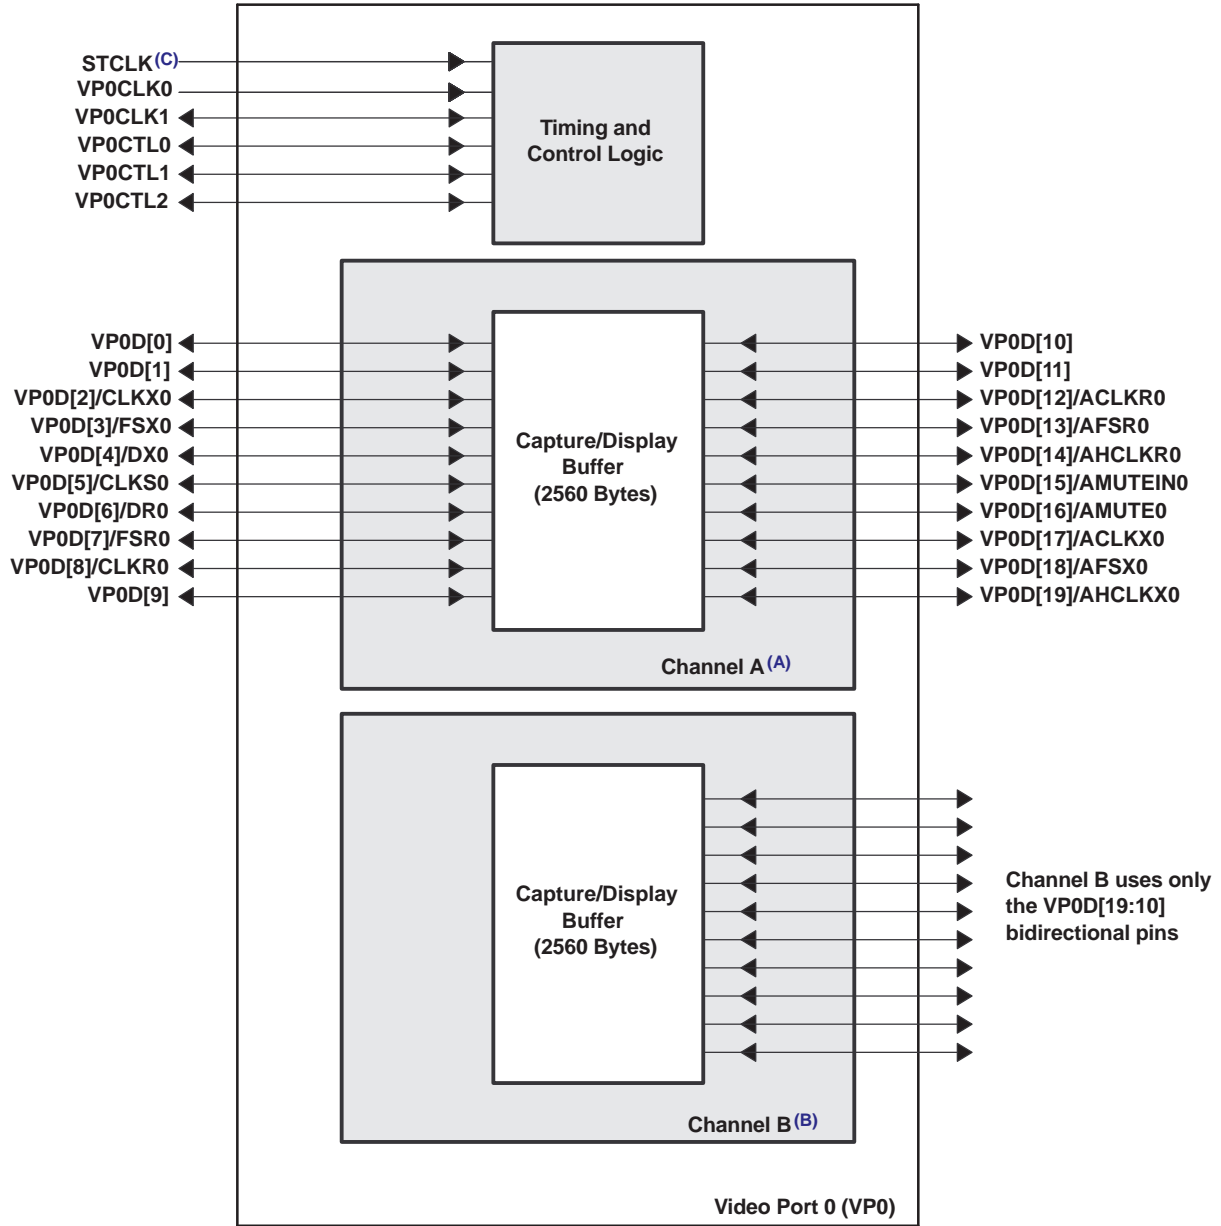 STCLK(C)
VP0CLK0
VP0CLK1
VP0CTL0
VP0CTL1
VP0CTL2
Timing and
Control Logic
VP0D[0]
VP0D[1]
VP0D[2]/CLKX0
VP0D[3]/FSX0
VP0D[4]/DX0
VP0D[5]/CLKS0
VP0D[6]/DR0
VP0D[7]/FSR0
VP0D[8]/CLKR0
VP0D[9]
Capture/Display
Buffer
(2560 Bytes)
VP0D[10]
VP0D[11]
VP0D[12]/ACLKR0
VP0D[13]/AFSR0
VP0D[14]/AHCLKR0
VP0D[15]/AMUTEIN0
VP0D[16]/AMUTE0
VP0D[17]/ACLKX0
VP0D[18]/AFSX0
VP0D[19]/AHCLKX0
Channel A(A)
Capture/Display
Buffer
(2560 Bytes)
Channel B uses only
the VP0D[19:10]
bidirectional pins
Channel B(B)
Video Port 0 (VP0)